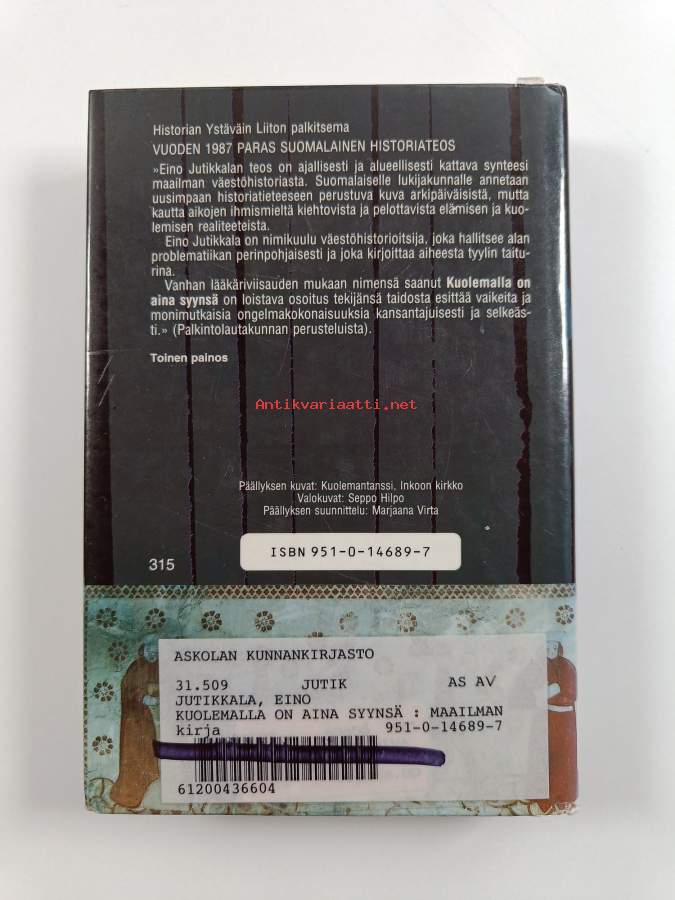 Historian Ystäväin Liiton palkitsema
VUODEN 1987 PARAS SUOMALAINEN HISTORIATEOS
»Eino Jutikkalan teos on ajallisesti ja alueellisesti kattava synteesi
maailman väestöhistoriasta. Suomalaiselle lukijakunnalle annetaan
uusimpaan historiatieteeseen perustuva kuva arkipäiväisistä, mutta
kautta aikojen ihmismieltä kiehtovista ja pelottavista elämisen ja kuo-
lemisen realiteeteista.
Eino Jutikkala on nimikuulu väestöhistorioitsija, joka hallitsee alan
problematiikan perinpohjaisesti ja joka kirjoittaa aiheesta tyylin taitu-
rina.
Vanhan lääkäriviisauden mukaan nimensä saanut Kuolemalla on
aina syynsä on loistava osoitus tekijänsä taidosta esittää vaikeita ja
monimutkaisia ongelmakokonaisuuksia kansantajuisesti ja selkeäs-
ti.» (Palkintolautakunnan perusteluista).
Toinen painos
Antikvariaatti.net
Päällyksen kuvat: Kuolemantanssi, Inkoon kirkko
Valokuvat: Seppo Hilpo
Päällyksen suunnittelu: Marjaana Virta
ISBN 951-0-14689-7
315
ASKOLAN KUNNANKIRJASTO
31.509 JUTIK AS AV
JUTIKKALA, EINO
KUOLEMALLA ON AINA SYYNSÄ : MAAILMAN
kirja 951-0-14689-7
61200436604